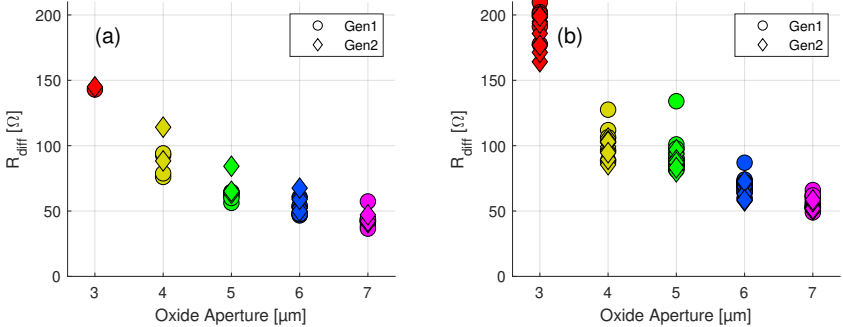 (a)
Gen1
Gen2
200
150
100
50
0
3 4 5 6 7
R_diff [Ω]
Oxide Aperture [μm]
(b)
Gen1
Gen2
200
150
100
50
0
3 4 5 6 7
R_diff [Ω]
Oxide Aperture [μm]